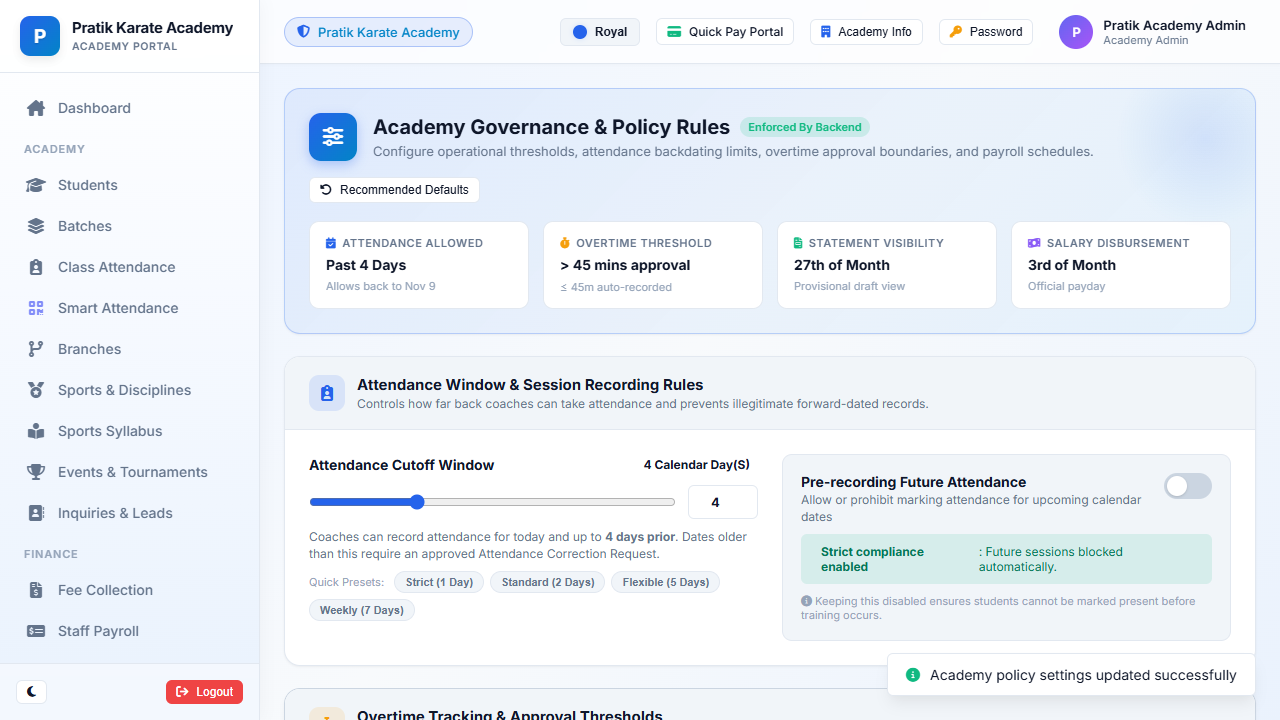 P
Pratik Karate Academy
ACADEMY PORTAL
Dashboard
ACADEMY
Students
Batches
Class Attendance
Smart Attendance
Branches
Sports & Disciplines
Sports Syllabus
Events & Tournaments
Inquiries & Leads
FINANCE
Fee Collection
Staff Payroll
Logout
Pratik Karate Academy
Royal
Quick Pay Portal
Academy Info
Password
P
Pratik Academy Admin
Academy Admin
Academy Governance & Policy Rules
Enforced By Backend
Configure operational thresholds, attendance backdating limits, overtime approval boundaries, and payroll schedules.
Recommended Defaults
ATTENDANCE ALLOWED
Past 4 Days
Allows back to Nov 9
OVERTIME THRESHOLD
> 45 mins approval
≤ 45m auto-recorded
STATEMENT VISIBILITY
27th of Month
Provisional draft view
SALARY DISBURSEMENT
3rd of Month
Official payday
Attendance Window & Session Recording Rules
Controls how far back coaches can take attendance and prevents illegitimate forward-dated records.
Attendance Cutoff Window
4 Calendar Day(S)
4
Coaches can record attendance for today and up to 4 days prior. Dates older
than this require an approved Attendance Correction Request.
Quick Presets:
Strict (1 Day)
Standard (2 Days)
Flexible (5 Days)
Weekly (7 Days)
Pre-recording Future Attendance
Allow or prohibit marking attendance for upcoming calendar
dates
Strict compliance
enabled
: Future sessions blocked
automatically.
Keeping this disabled ensures students cannot be marked present before
training occurs.
Academy policy settings updated successfully
Overtime Tracking & Approval Thresholds